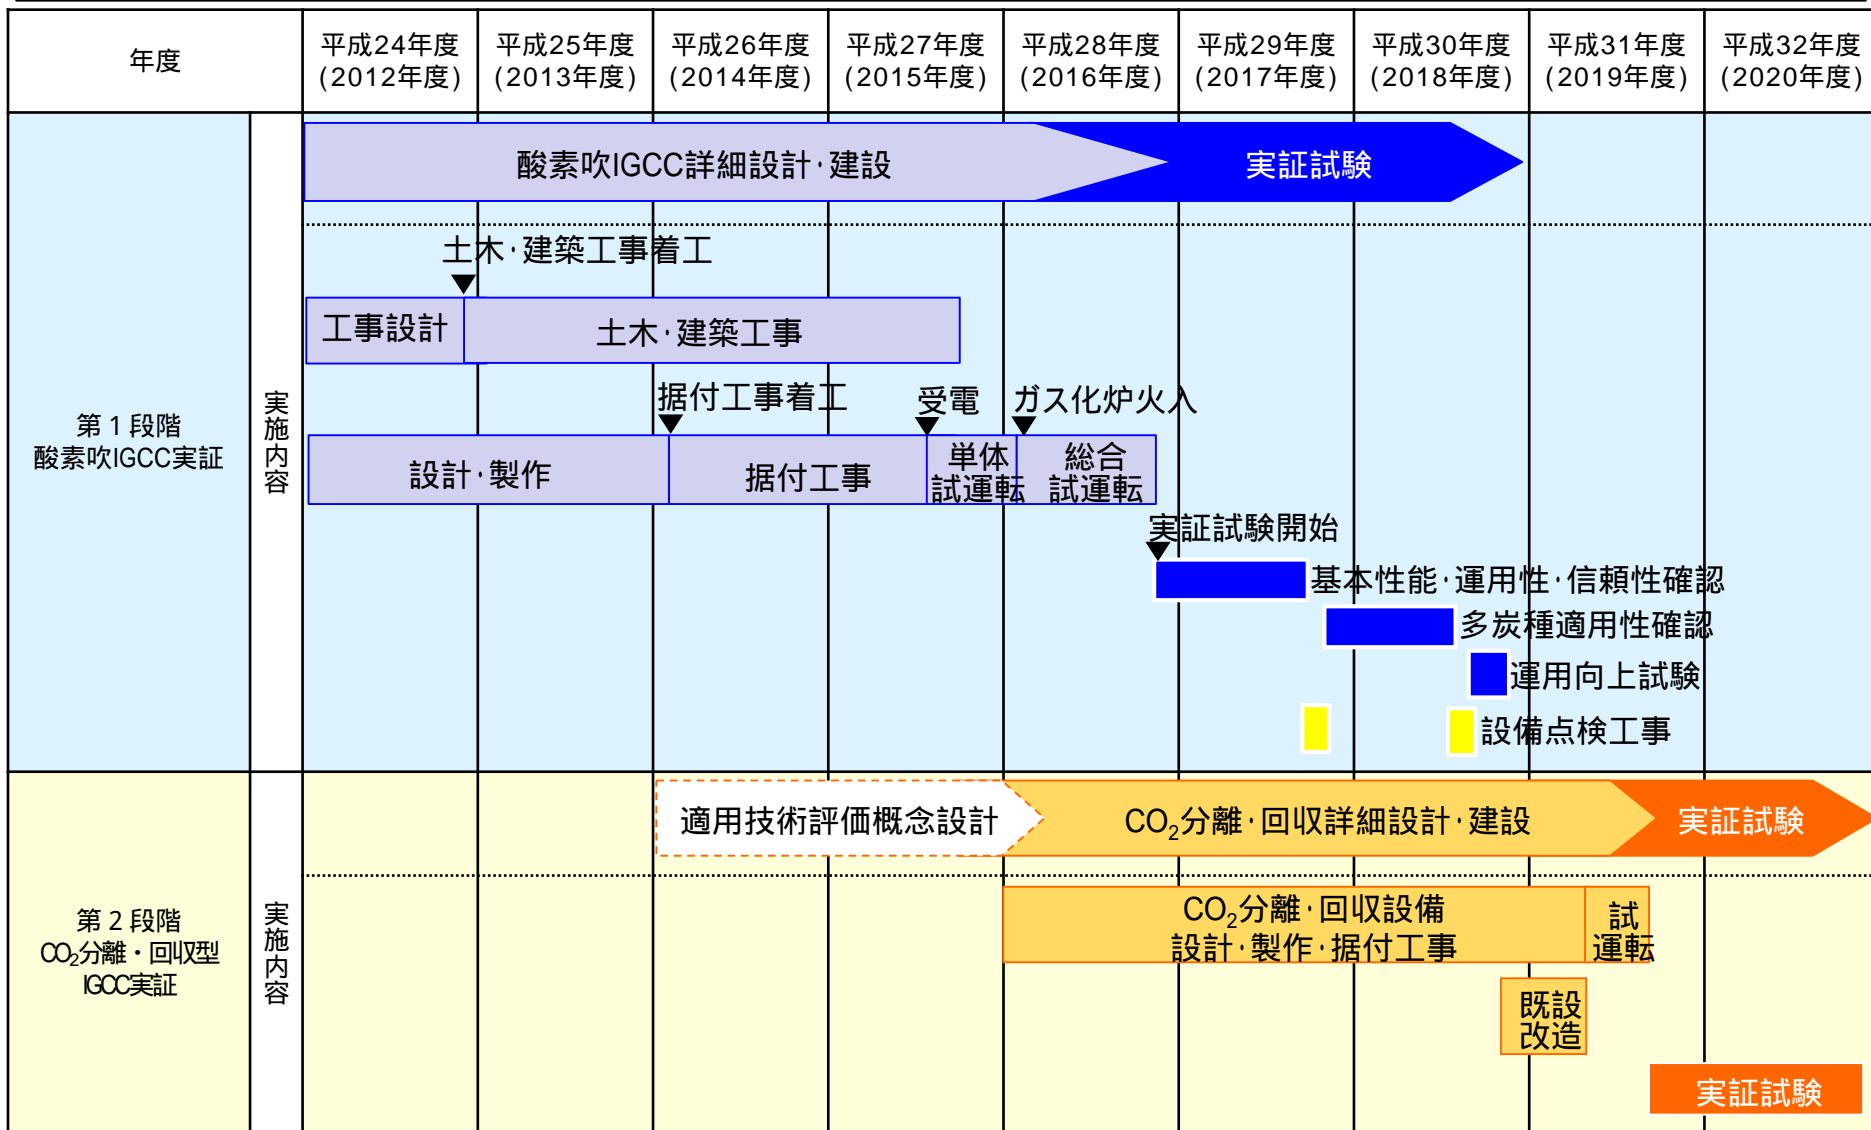 年度
平成24年度
(2012年度)
平成25年度
(2013年度)
平成26年度
(2014年度)
平成27年度
(2015年度)
平成28年度
(2016年度)
平成29年度
(2017年度)
平成30年度
(2018年度)
平成31年度
(2019年度)
平成32年度
(2020年度)
第1段階
酸素吹IGCC実証
実施内容
酸素吹IGCC詳細設計・建設
実証試験
土木・建築工事着工
工事設計
土木・建築工事
据付工事着工
受電
ガス化炉火入
設計・製作
据付工事
単体
試運転
総合
試運転
実証試験開始
基本性能・運用性・信頼性確認
多炭種適用性確認
運用向上試験
設備点検工事
第2段階
CO₂分離・回収型
IGCC実証
実施内容
適用技術評価概念設計
CO₂分離・回収詳細設計・建設
実証試験
CO₂分離・回収設備
設計・製作・据付工事
試
運転
既設
改造
実証試験